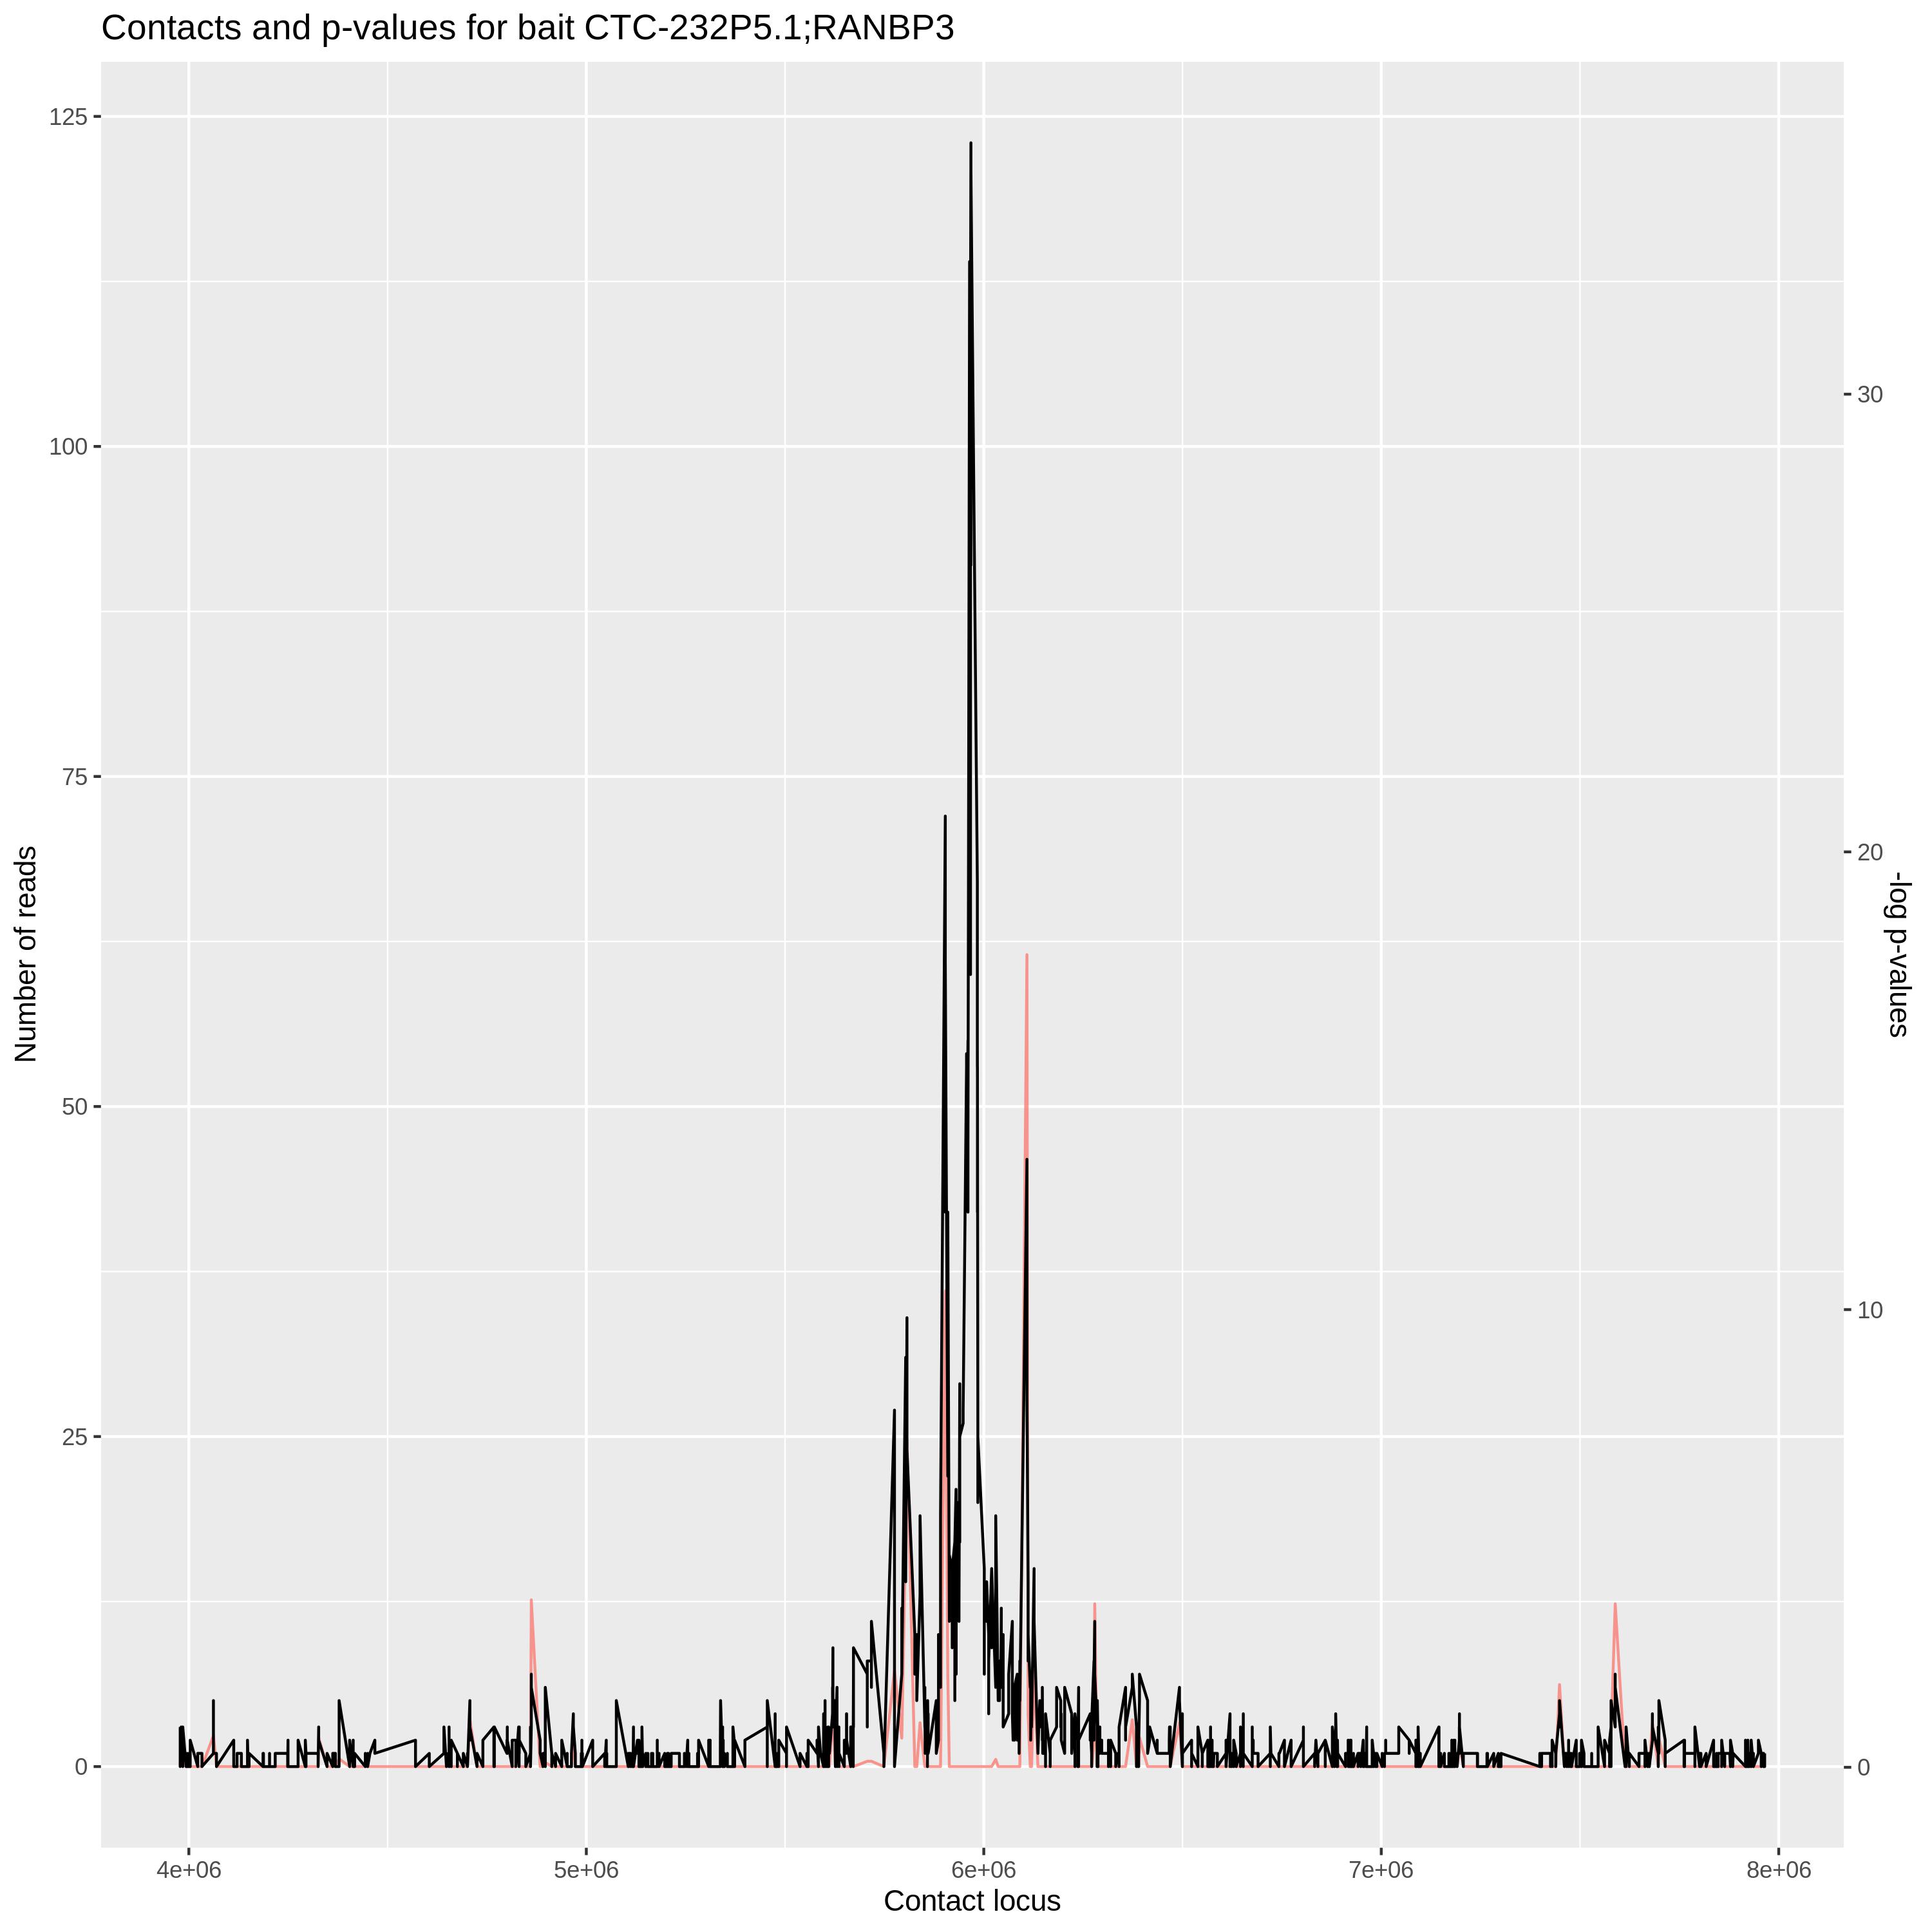 Contacts and p-values for bait CTC-232P5.1;RANBP3
125
100
75
50
25
0
Number of reads
30
20
10
0
-log p-values
4e+06
5e+06
6e+06
7e+06
8e+06
Contact locus